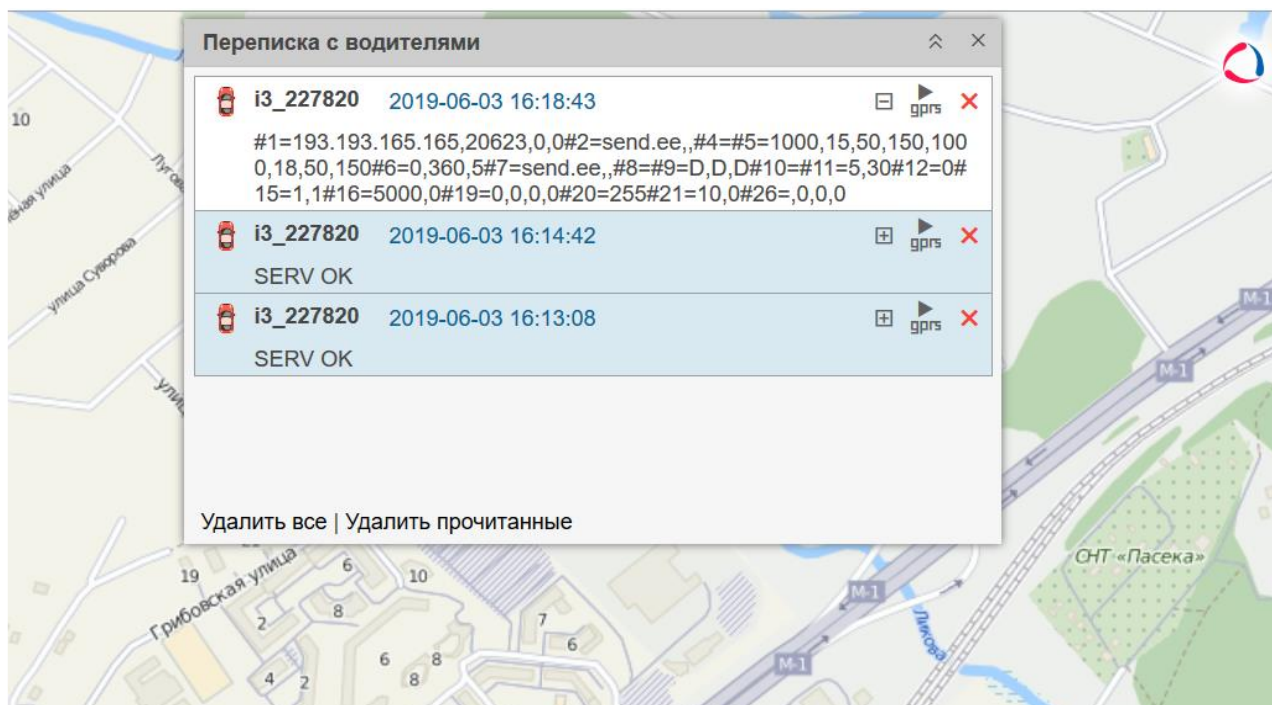 Переписка с водителями
i3_227820 2019-06-03 16:18:43
gprs
#1=193.193.165.165,20623,0,0#2=send.ee,,#4=#5=1000,15,50,150,100
0,18,50,150#6=0,360,5#7=send.ee,,#8=#9=D,D,D#10=#11=5,30#12=0#
15=1,1#16=5000,0#19=0,0,0,0#20=255#21=10,0#26=,0,0,0
i3_227820 2019-06-03 16:14:42
gprs
SERV OK
i3_227820 2019-06-03 16:13:08
gprs
SERV OK
Удалить все | Удалить прочитанные
10
улица Суворова
М-1
М-1
СНТ «Пасека»
19
Грибовская улица
6
10
М-1
Ликова
8
2
7
6
6
8
8
4
2
М-1